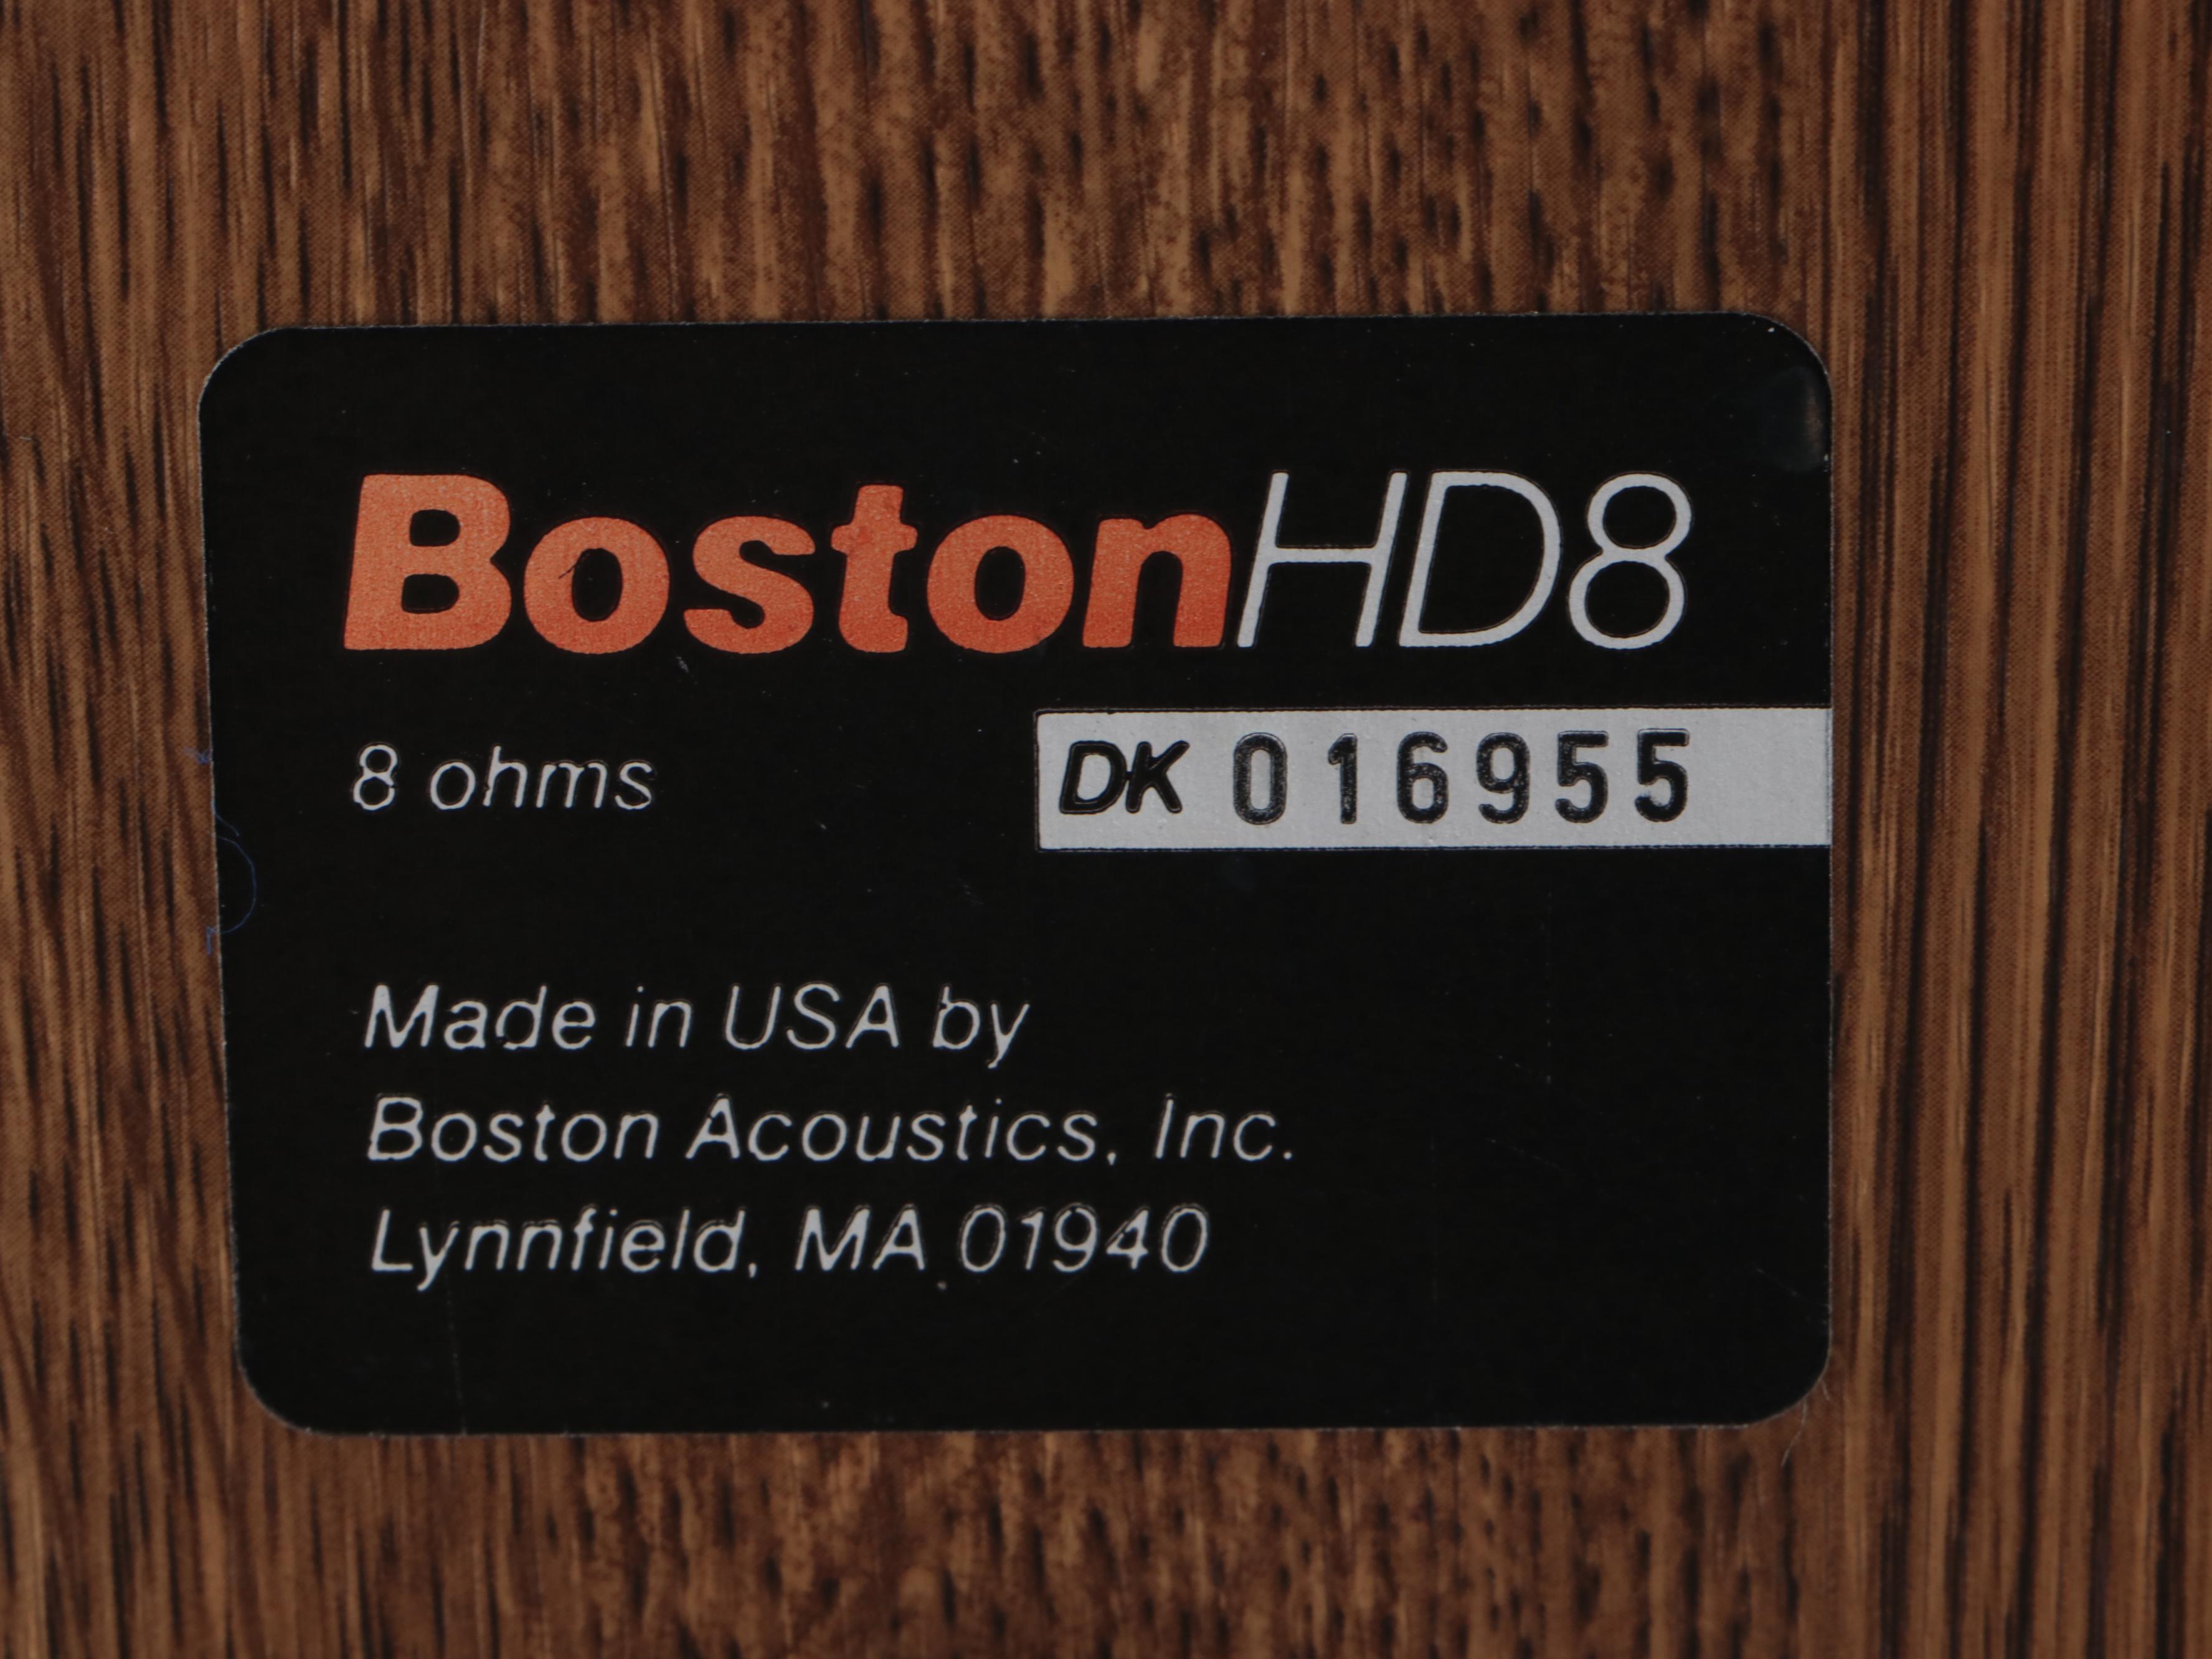 BostonHD8
8 ohms DK 016955
Made in USA by
Boston Acoustics, Inc.
Lynnfield, MA 01940